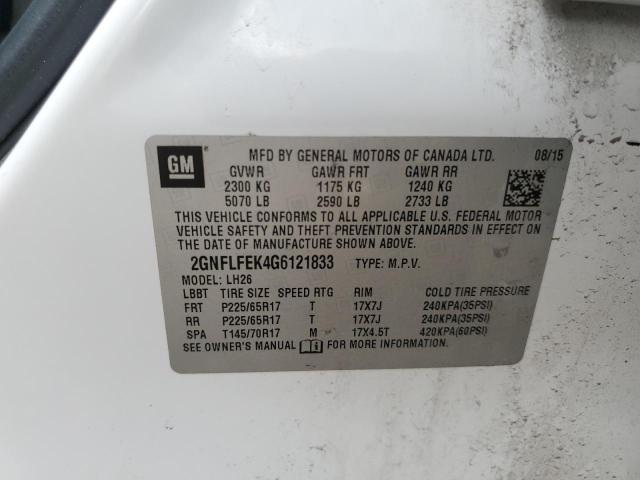 GM
MFD BY GENERAL MOTORS OF CANADA LTD. 08/15
GVWR GAWR FRT GAWR RR
2300 KG 1175 KG 1240 KG
5070 LB 2590 LB 2733 LB
THIS VEHICLE CONFORMS TO ALL APPLICABLE U.S. FEDERAL MOTOR
VEHICLE SAFETY AND THEFT PREVENTION STANDARDS IN EFFECT ON
THE DATE OF MANUFACTURE SHOWN ABOVE.
2GNFLFEK4G6121833 TYPE: M.P.V.
MODEL: LH26
LBBT TIRE SIZE SPEED RTG RIM COLD TIRE PRESSURE
FRT P225/65R17 T 17X7J 240KPA(35PSI)
RR P225/65R17 T 17X7J 240KPA(35PSI)
SPA T145/70R17 M 17X4.5T 420KPA(60PSI)
SEE OWNER'S MANUAL FOR MORE INFORMATION.